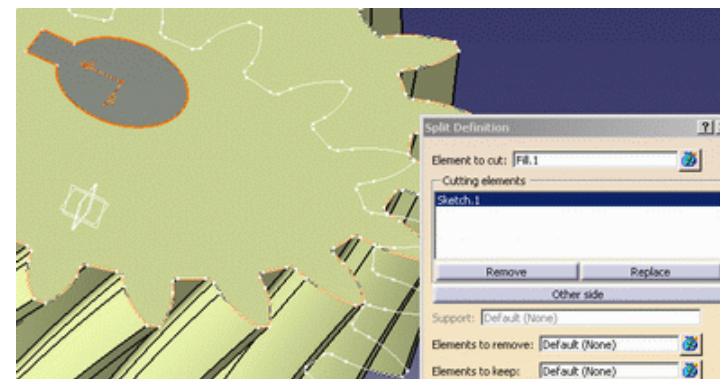 Split Definition
Element to cut: Fill.1
Cutting elements
Sketch.1
Remove Replace
Other side
Support: Default (None)
Elements to remove: Default (None)
Elements to keep: Default (None)